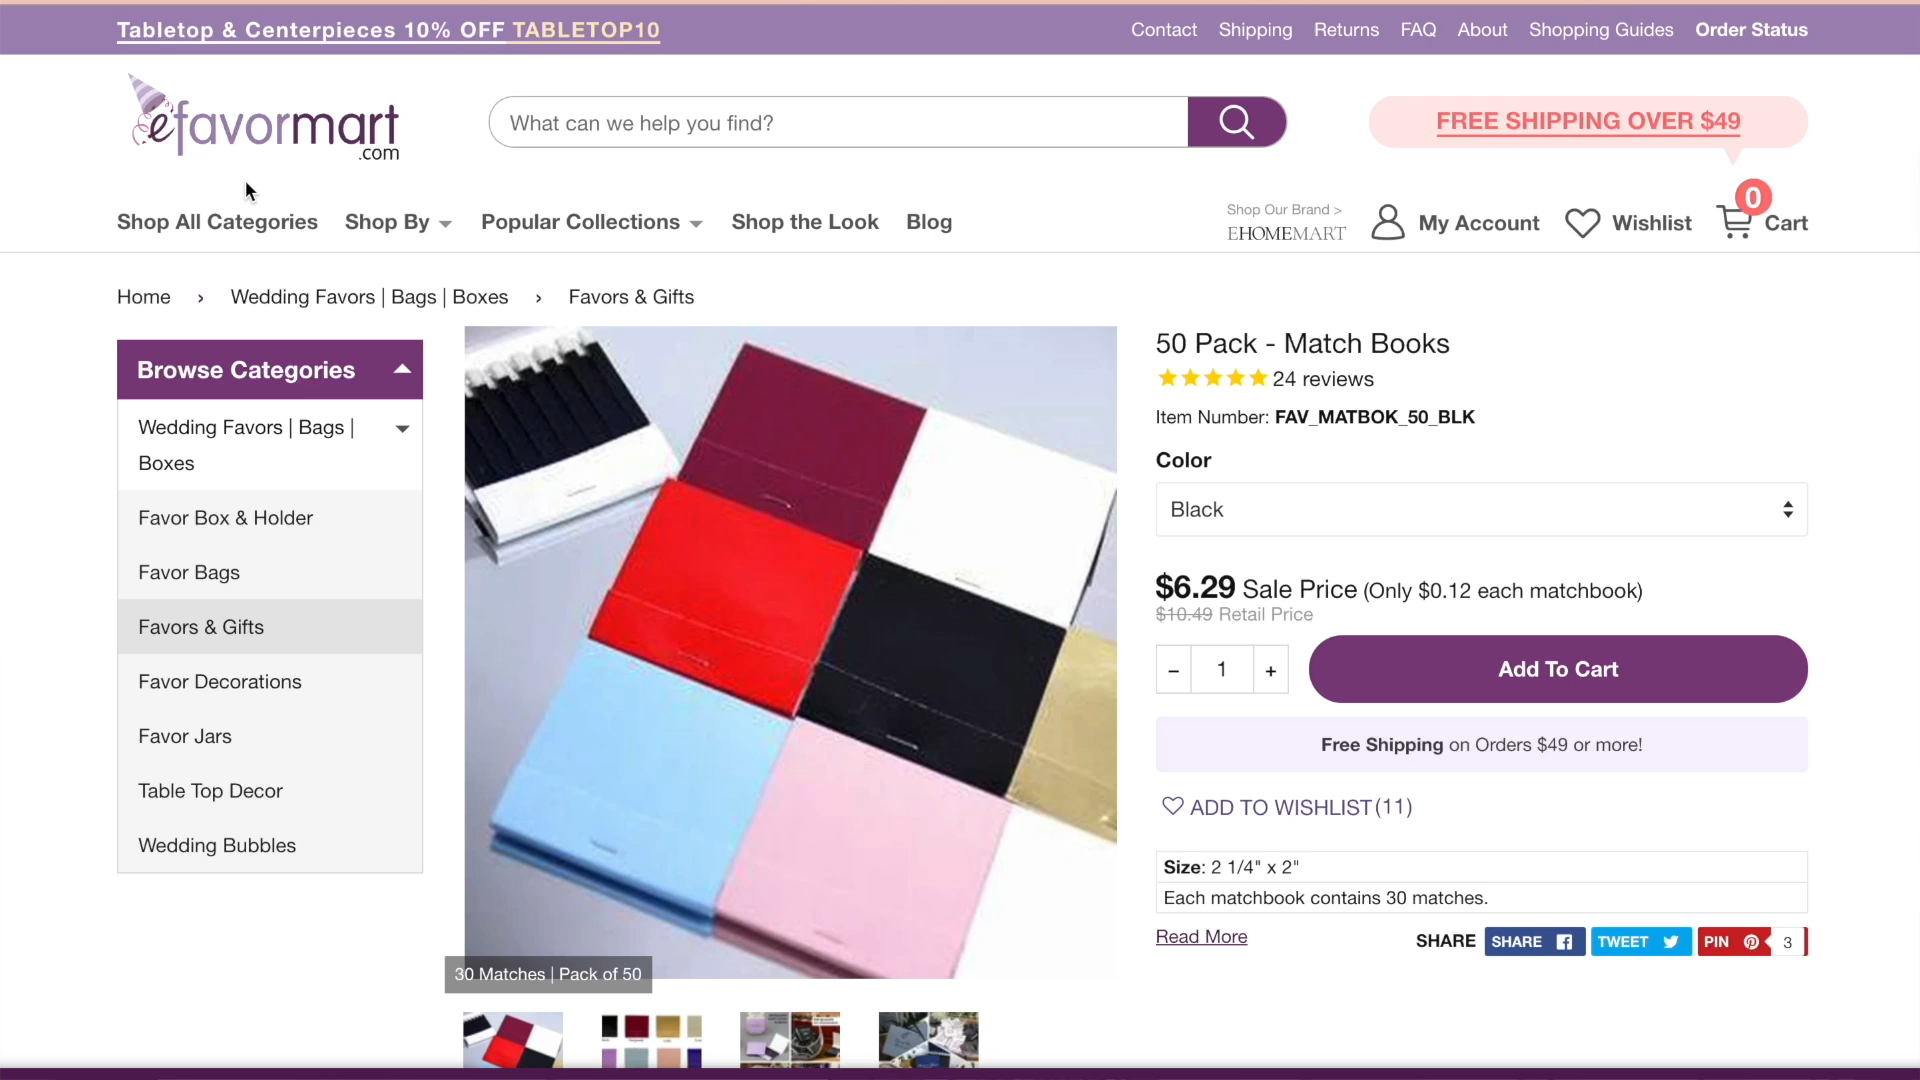 Tabletop & Centerpieces 10% OFF TABLETOP10
Contact Shipping Returns FAQ About Shopping Guides Order Status
efavormart
.com
What can we help you find?
FREE SHIPPING OVER $49
Shop All Categories Shop By Popular Collections Shop the Look Blog
Shop Our Brand >
EHOMEMART
My Account Wishlist 0 Cart
Home › Wedding Favors | Bags | Boxes › Favors & Gifts
Browse Categories
Wedding Favors | Bags |
Boxes
Favor Box & Holder
Favor Bags
Favors & Gifts
Favor Decorations
Favor Jars
Table Top Decor
Wedding Bubbles
30 Matches | Pack of 50
50 Pack - Match Books
24 reviews
Item Number: FAV_MATBOK_50_BLK
Color
Black
$6.29 Sale Price (Only $0.12 each matchbook)
$10.49 Retail Price
- 1 + Add To Cart
Free Shipping on Orders $49 or more!
ADD TO WISHLIST(11)
Size: 2 1/4" x 2"
Each matchbook contains 30 matches.
Read More
SHARE SHARE TWEET PIN 3